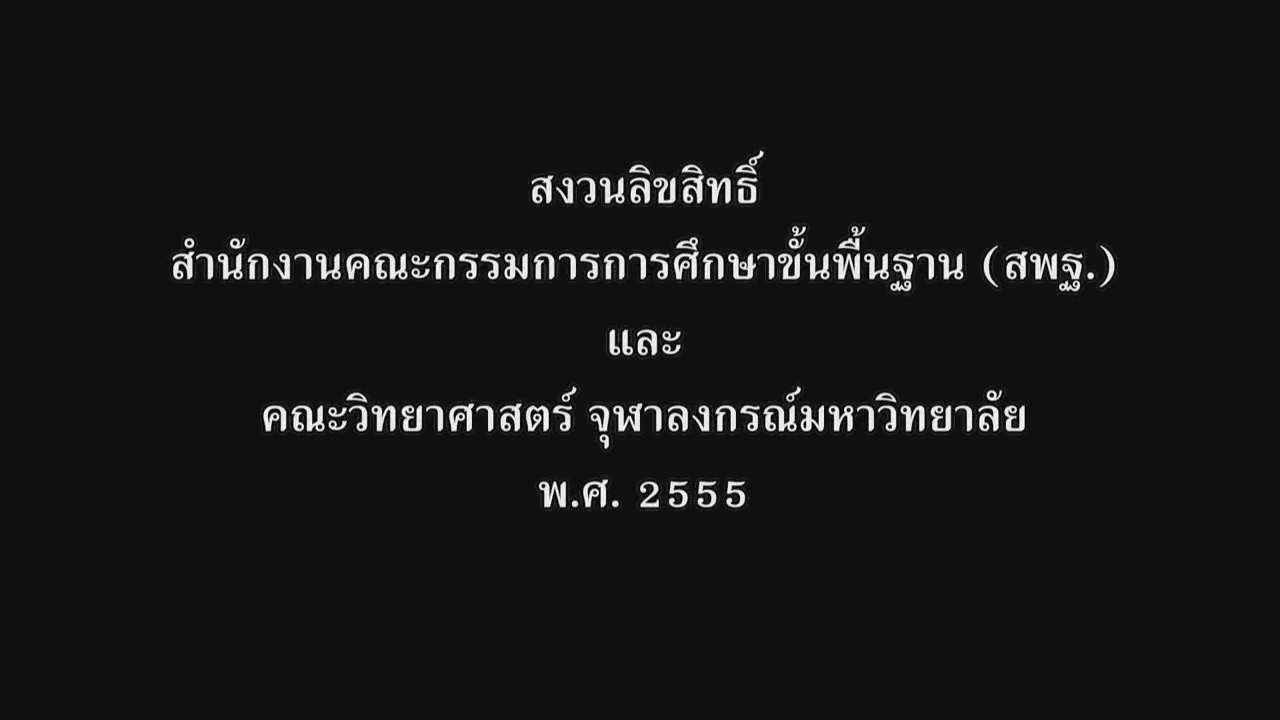 สงวนลิขสิทธิ์
สำนักงานคณะกรรมการการศึกษาขั้นพื้นฐาน (สพฐ.)
และ
คณะวิทยาศาสตร์ จุฬาลงกรณ์มหาวิทยาลัย
พ.ศ. 2555